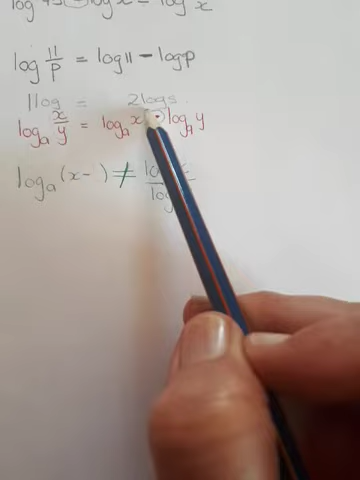 log 11/p = log11 - logp
11log = 2logs
logₐ x/y = logₐ x - logₐ y
logₐ (x- ) ≠